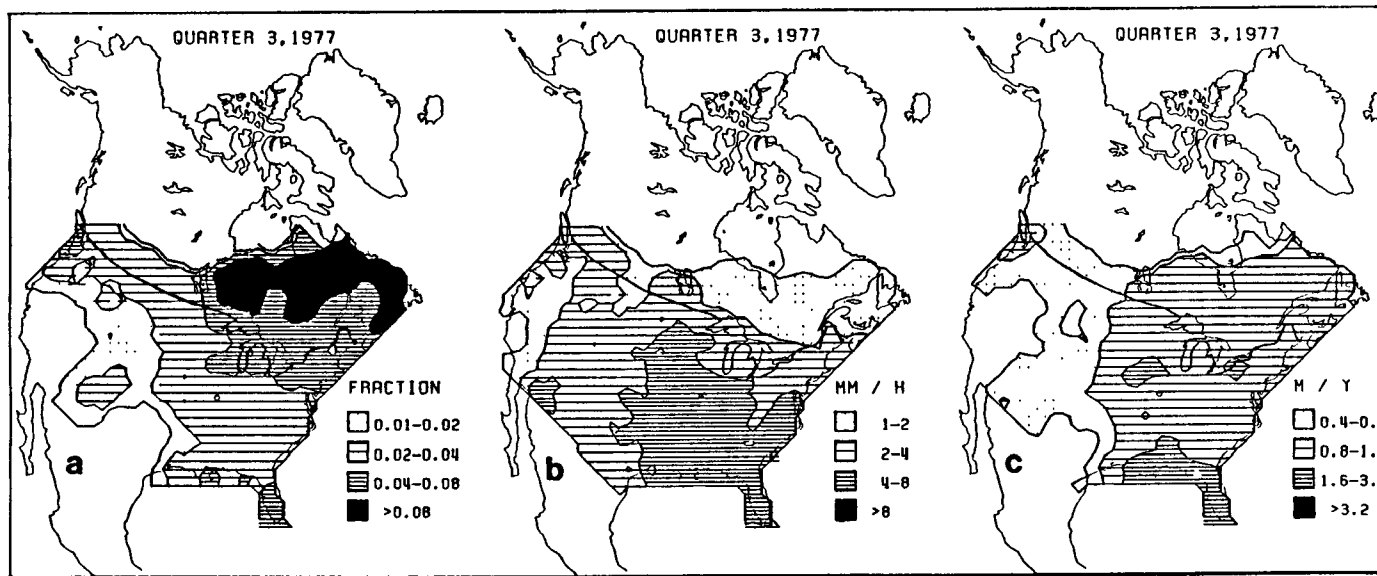 QUARTER 3,1977
FRACTION
0.01-0.02
0.02-0.04
0.04-0.08
>0.08
a
QUARTER 3,1977
MM / H
1-2
2-4
4-8
>8
b
QUARTER 3,1977
M / Y
0.4-0.
0.8-1.
1.6-3.
>3.2
c